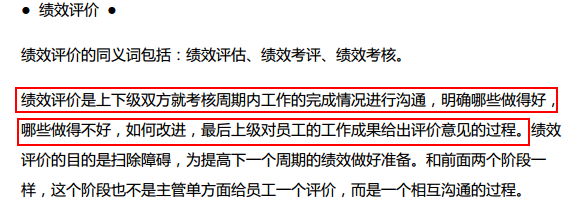 ● 绩效评价 ●
绩效评价的同义词包括：绩效评估、绩效考评、绩效考核。
绩效评价是上下级双方就考核周期内工作的完成情况进行沟通，明确哪些做得好，
哪些做得不好，如何改进，最后上级对员工的工作成果给出评价意见的过程。绩效
评价的目的是扫除障碍，为提高下一个周期的绩效做好准备。和前面两个阶段一
样，这个阶段也不是主管单方面给员工一个评价，而是一个相互沟通的过程。